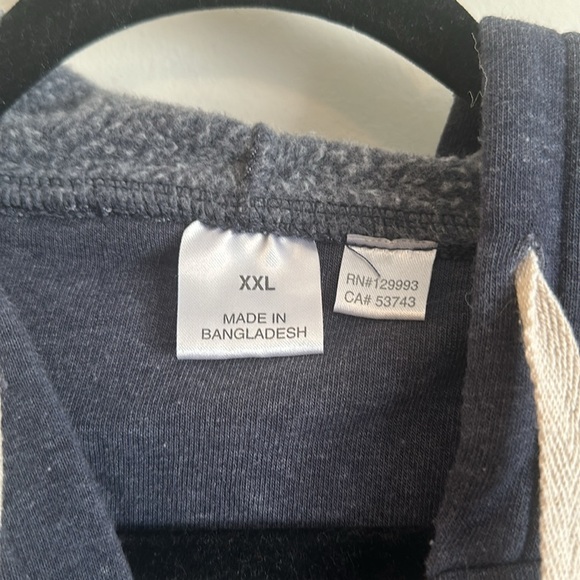 XXL
MADE IN
BANGLADESH
RN#129993
CA# 53743